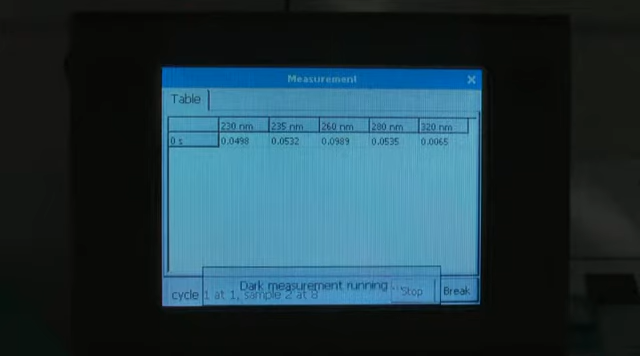 Measurement
Table
230 nm 235 nm 260 nm 280 nm 320 nm
0 s 0.0498 0.0532 0.0989 0.0535 0.0065
Dark measurement running ...
cycle 1 at 1, sample 2 at 8
Stop Break